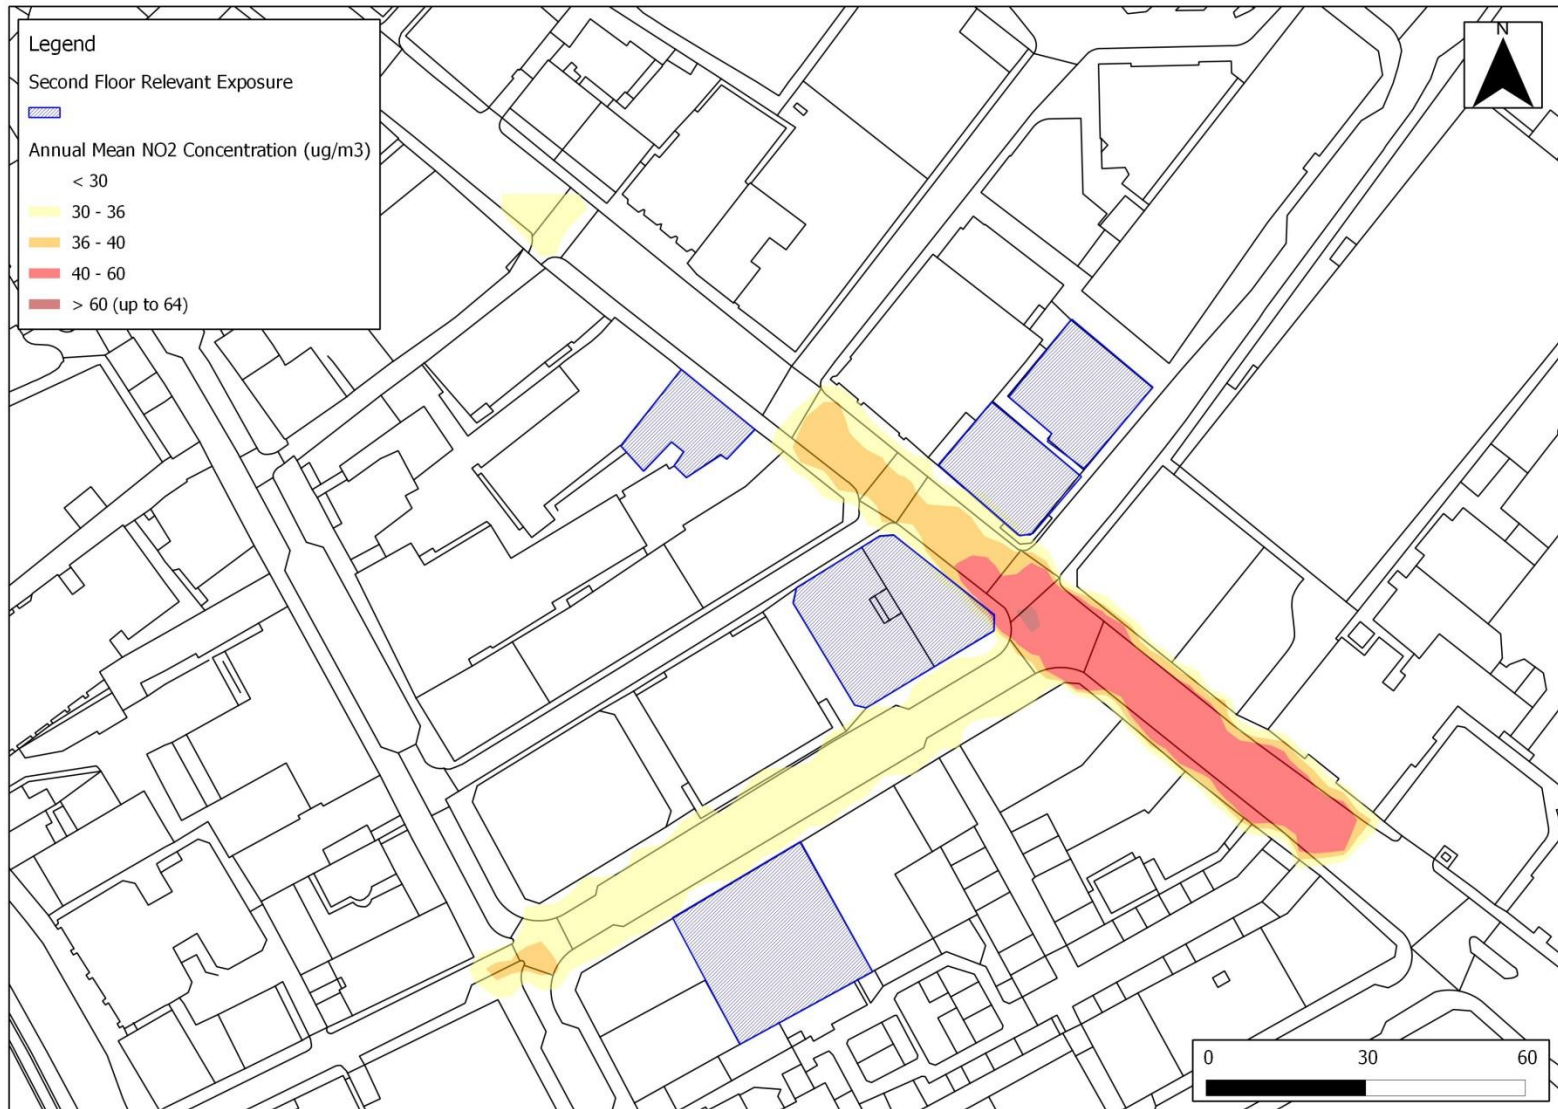 Legend
Second Floor Relevant Exposure
Annual Mean NO2 Concentration (ug/m3)
< 30
30 - 36
36 - 40
40 - 60
> 60 (up to 64)
N
0 30 60